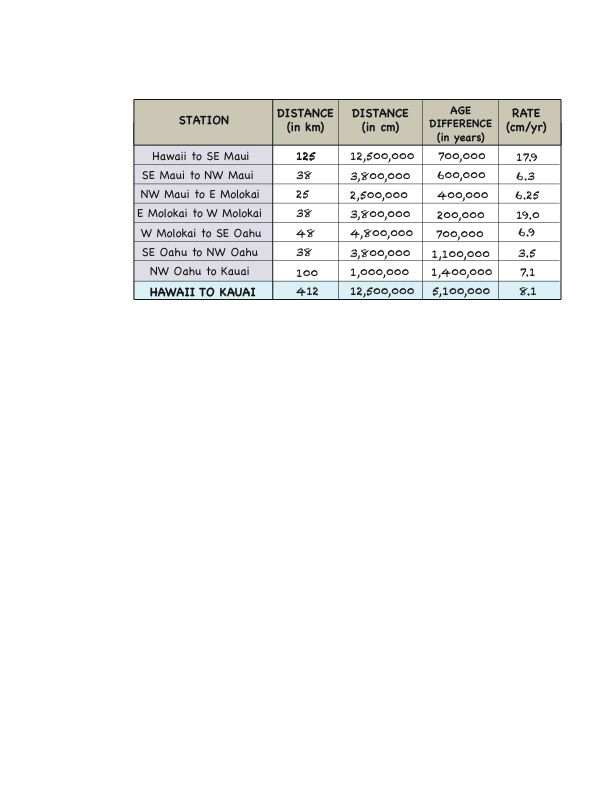 STATION DISTANCE (in km) DISTANCE (in cm) AGE DIFFERENCE (in years) RATE (cm/yr)
Hawaii to SE Maui 125 12,500,000 700,000 17.9
SE Maui to NW Maui 38 3,800,000 600,000 6.3
NW Maui to E Molokai 25 2,500,000 400,000 6.25
E Molokai to W Molokai 38 3,800,000 200,000 19.0
W Molokai to SE Oahu 48 4,800,000 700,000 6.9
SE Oahu to NW Oahu 38 3,800,000 1,100,000 3.5
NW Oahu to Kauai 100 1,000,000 1,400,000 7.1
HAWAII TO KAUAI 412 12,500,000 5,100,000 8.1